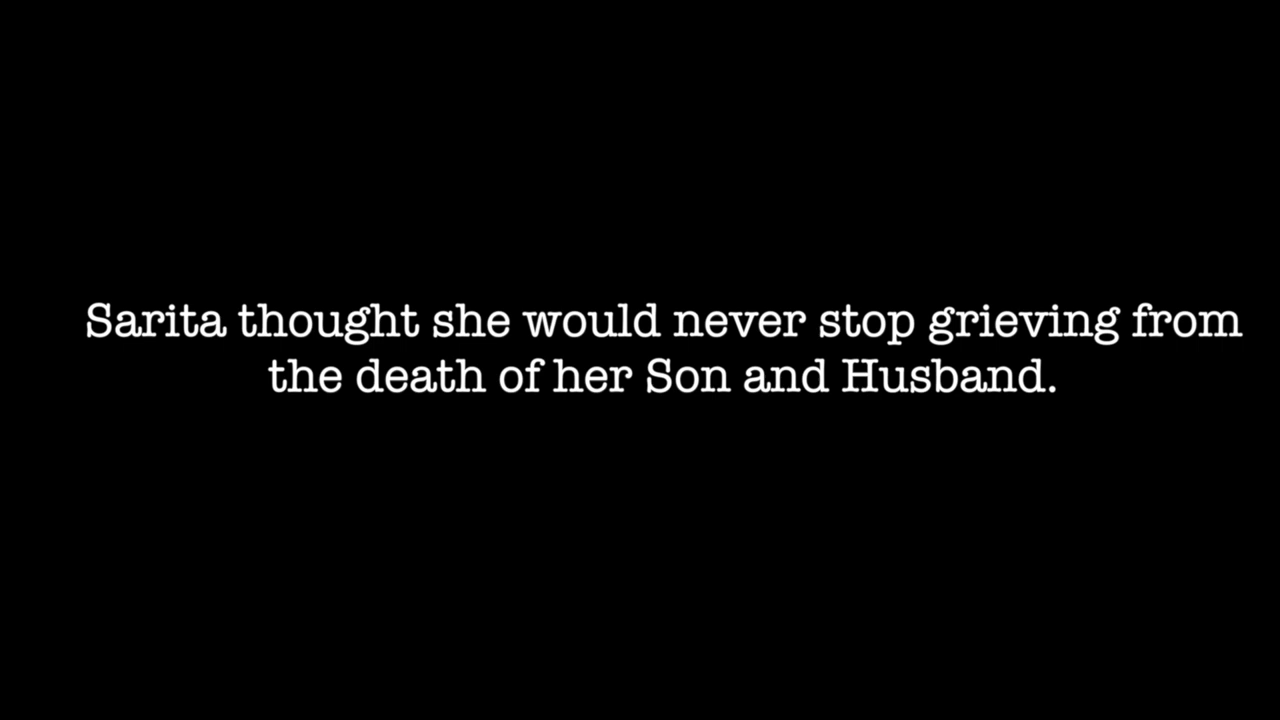 Sarita thought she would never stop grieving from
the death of her Son and Husband.